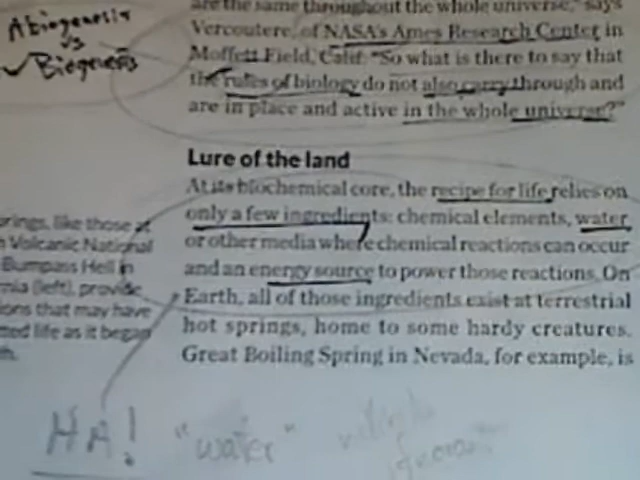 Abiogenesis
vs
✓ Biogenesis
are the same throughout the whole universe," says
Vercoutere, of NASA's Ames Research Center in
Moffett Field, Calif. "So what is there to say that
the rules of biology do not also carry through and
are in place and active in the whole universe?"
Lure of the land
At its biochemical core, the recipe for life relies on
only a few ingredients: chemical elements, water
or other media where chemical reactions can occur
and an energy source to power those reactions. On
Earth, all of those ingredients exist at terrestrial
hot springs, home to some hardy creatures.
Great Boiling Spring in Nevada, for example, is
rings, like those at
Volcanic National
Bumpass Hell in
rnia (left), provide
ions that may have
ted life as it began
th.
HA! "water"